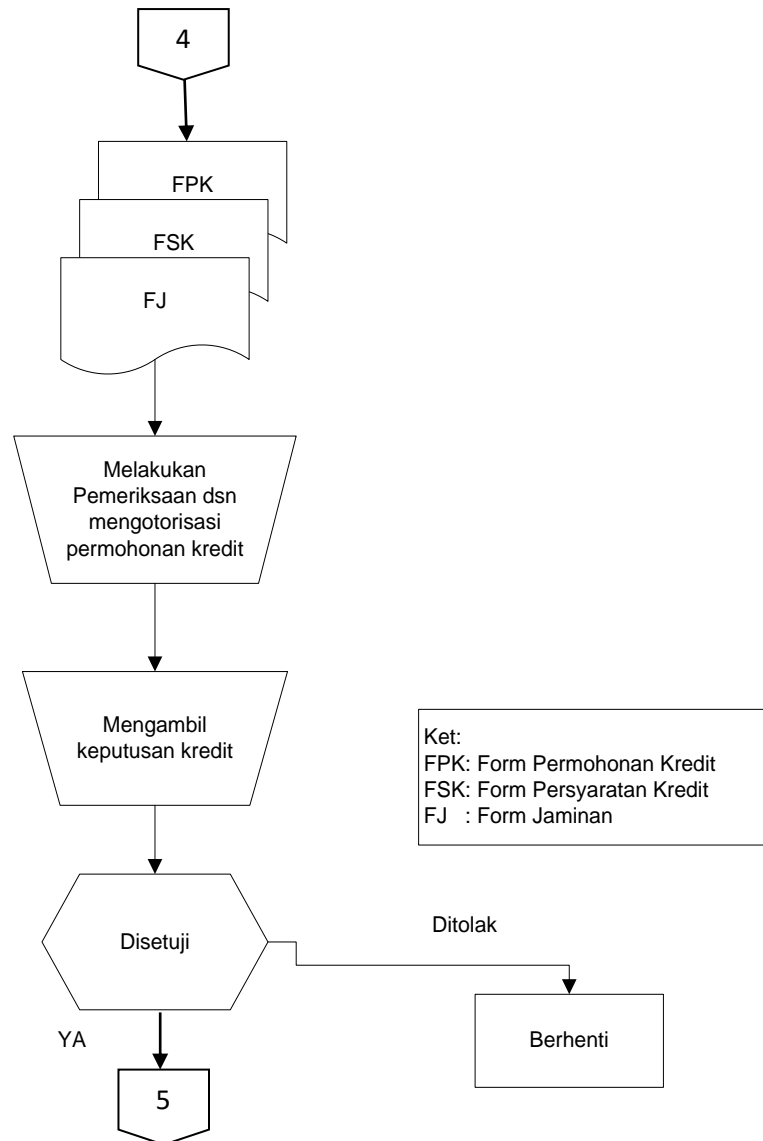 4
FPK
FSK
FJ
Melakukan
Pemeriksaan dsn
mengotorisasi
permohonan kredit
Mengambil
keputusan kredit
Ket:
FPK: Form Permohonan Kredit
FSK: Form Persyaratan Kredit
FJ : Form Jaminan
Disetuji
Ditolak
YA
Berhenti
5